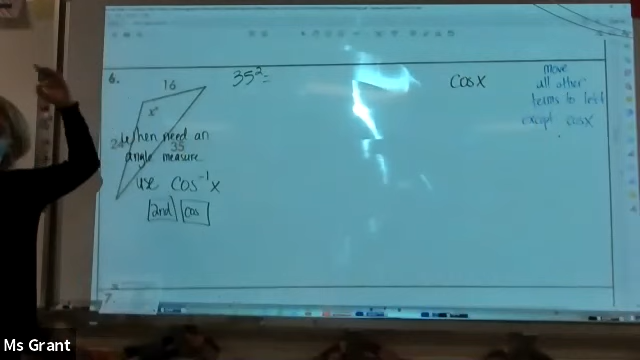 6.
16
35²=
cos x
x°
35
When need an
angle measure
use cos⁻¹x
2nd cos
move
all other
terms to left
except cos x
7.
Ms Grant